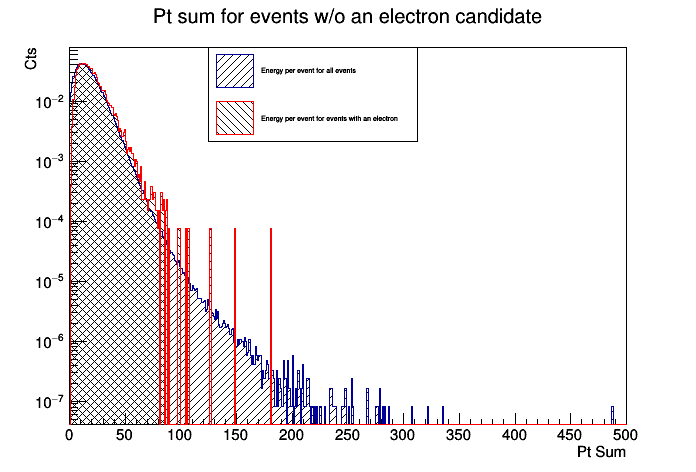 Pt sum for events w/o an electron candidate
Cts
Energy per event for all events
Energy per event for events with an electron
10⁻²
10⁻³
10⁻⁴
10⁻⁵
10⁻⁶
10⁻⁷
0 50 100 150 200 250 300 350 400 450 500
Pt Sum